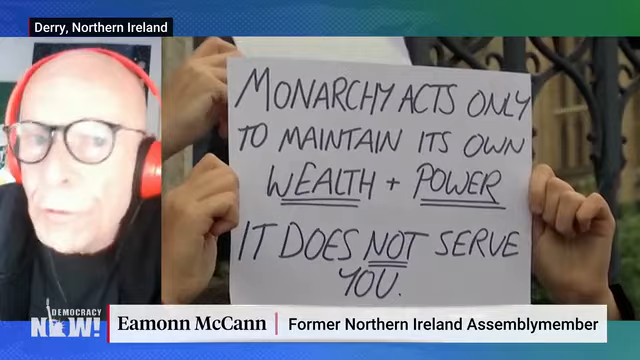 Derry, Northern Ireland
MONARCHY ACTS ONLY
TO MAINTAIN ITS OWN
WEALTH + POWER
IT DOES NOT SERVE
YOU.
DEMOCRACY
NOW!
Eamonn McCann | Former Northern Ireland Assemblymember